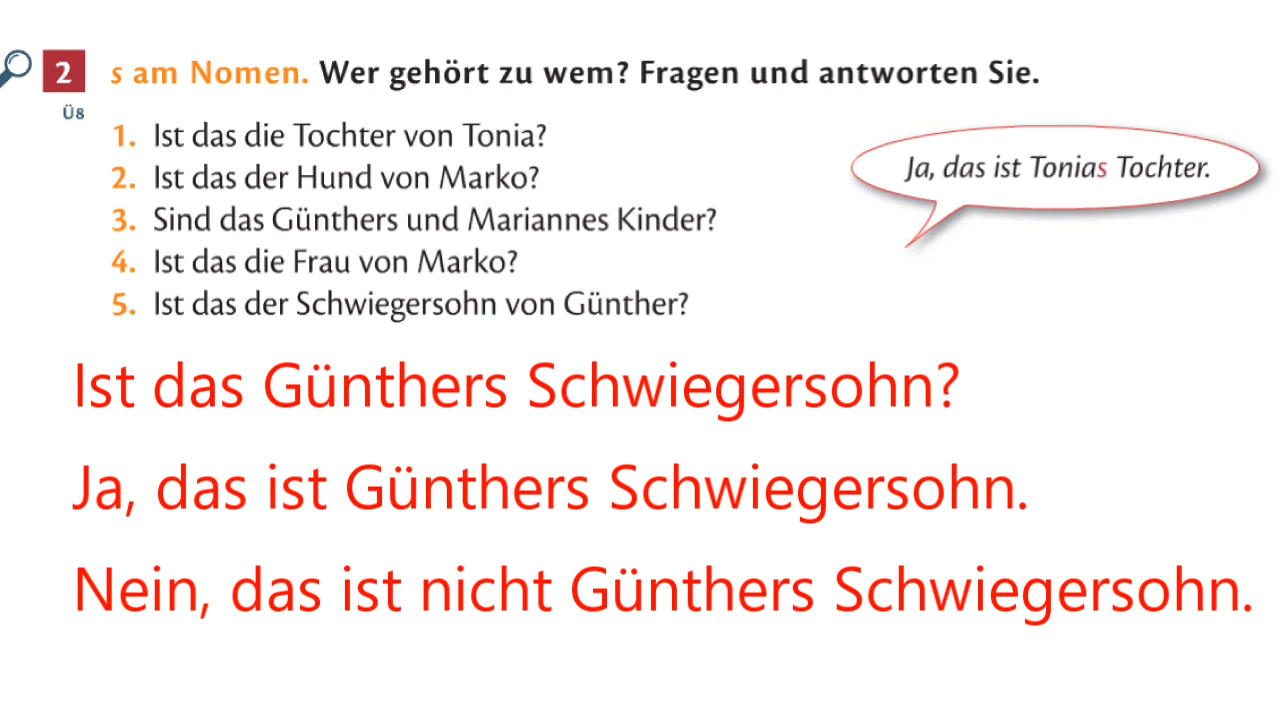 2 s am Nomen. Wer gehört zu wem? Fragen und antworten Sie.
Ü8
1. Ist das die Tochter von Tonia?
Ja, das ist Tonias Tochter.
2. Ist das der Hund von Marko?
3. Sind das Günthers und Mariannes Kinder?
4. Ist das die Frau von Marko?
5. Ist das der Schwiegersohn von Günther?
Ist das Günthers Schwiegersohn?
Ja, das ist Günthers Schwiegersohn.
Nein, das ist nicht Günthers Schwiegersohn.